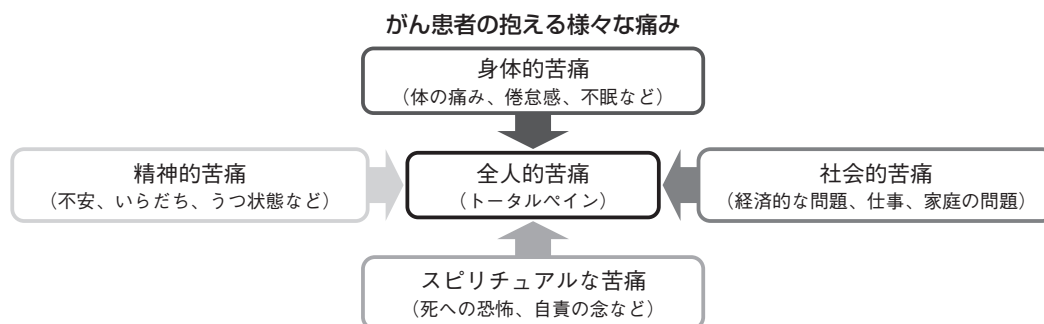 がん患者の抱える様々な痛み
身体的苦痛
（体の痛み、倦怠感、不眠など）
精神的苦痛
（不安、いらだち、うつ状態など）
全人的苦痛
（トータルペイン）
社会的苦痛
（経済的な問題、仕事、家庭の問題）
スピリチュアルな苦痛
（死への恐怖、自責の念など）